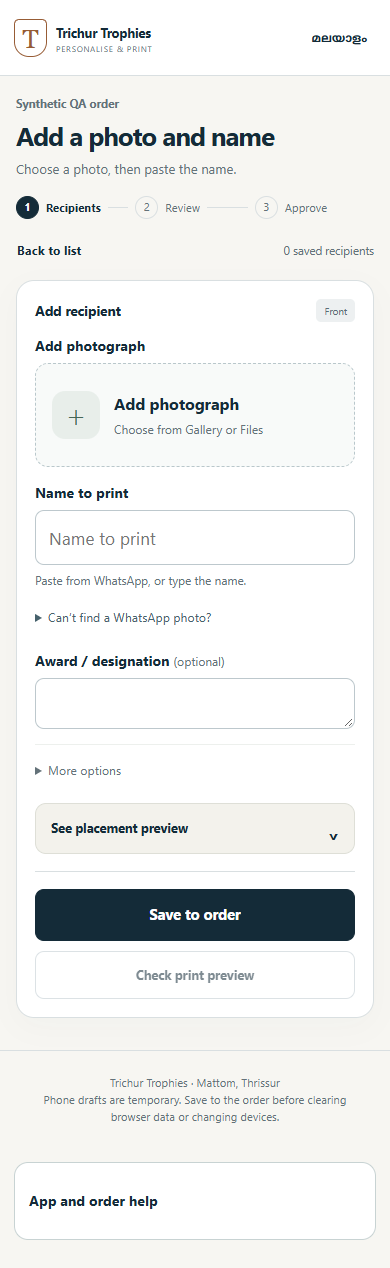 T
Trichur Trophies
PERSONALISE & PRINT
മലയാളം
Synthetic QA order
Add a photo and name
Choose a photo, then paste the name.
1 Recipients 2 Review 3 Approve
Back to list 0 saved recipients
Add recipient Front
Add photograph
+
Add photograph
Choose from Gallery or Files
Name to print
Name to print
Paste from WhatsApp, or type the name.
▶ Can't find a WhatsApp photo?
Award / designation (optional)
▶ More options
See placement preview v
Save to order
Check print preview
Trichur Trophies · Mattom, Thrissur
Phone drafts are temporary. Save to the order before clearing
browser data or changing devices.
App and order help